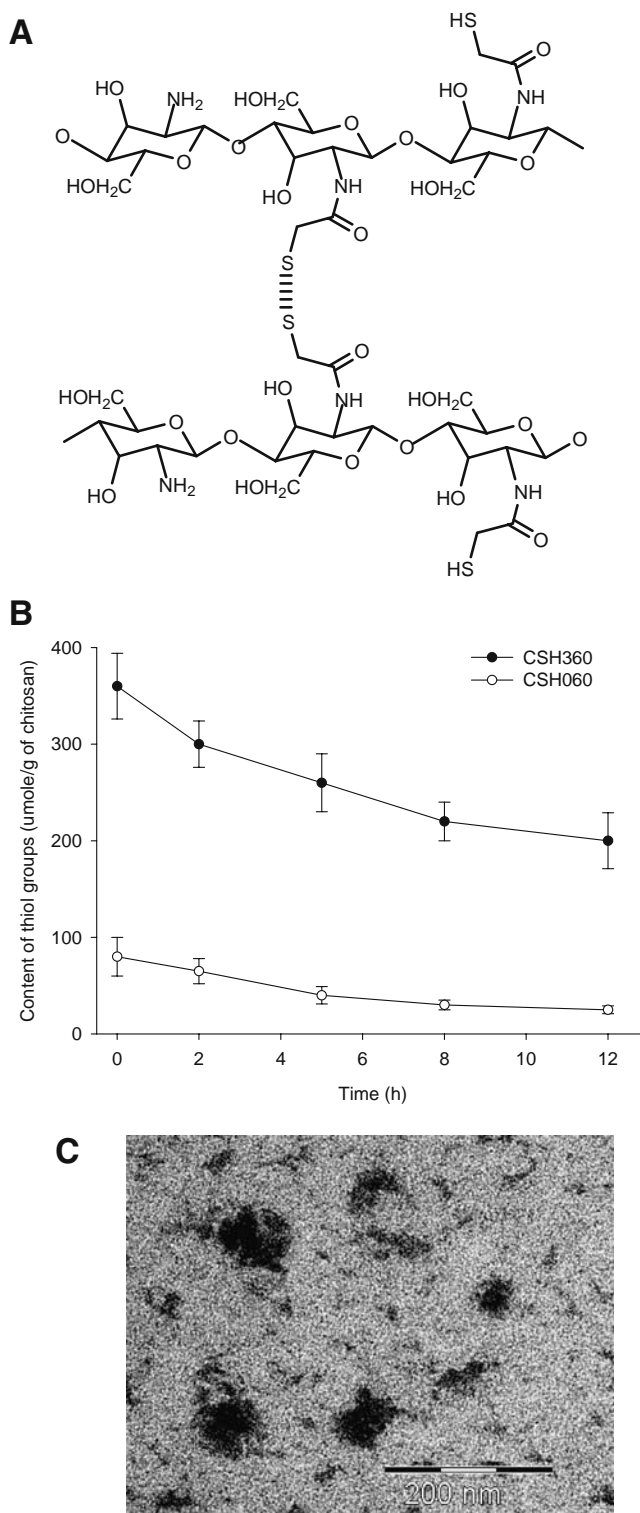 A
HS
O
HO
NH2
HOH2C
O
HO
NH
O
O
O
O
O
HOH2C
HO
NH
HOH2C
O
O
S
S
O
HOH2C
HO
NH
HOH2C
O
O
O
O
O
O
HO
NH2
HOH2C
HO
NH
O
HS
B
400
300
200
100
0
Content of thiol groups (umole/g of chitosan)
CSH360
CSH060
0 2 4 6 8 10 12
Time (h)
C
200 nm